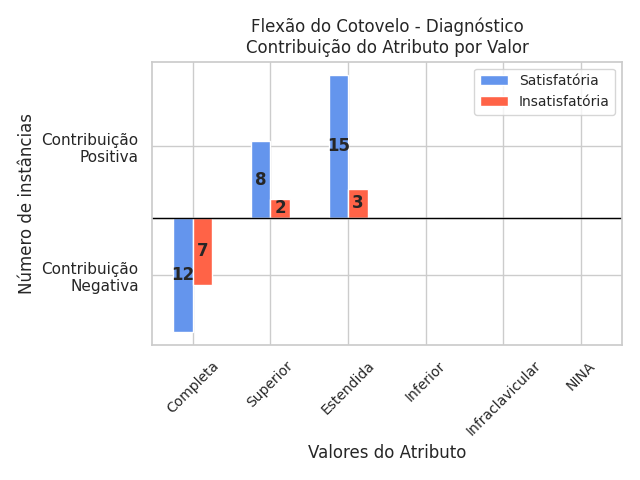 Flexão do Cotovelo - Diagnóstico
Contribuição do Atributo por Valor
Satisfatória
Insatisfatória
Número de instâncias
Contribuição
Positiva
Contribuição
Negativa
15
8
2
3
12
7
Completa
Superior
Estendida
Inferior
Infraclavicular
NINA
Valores do Atributo